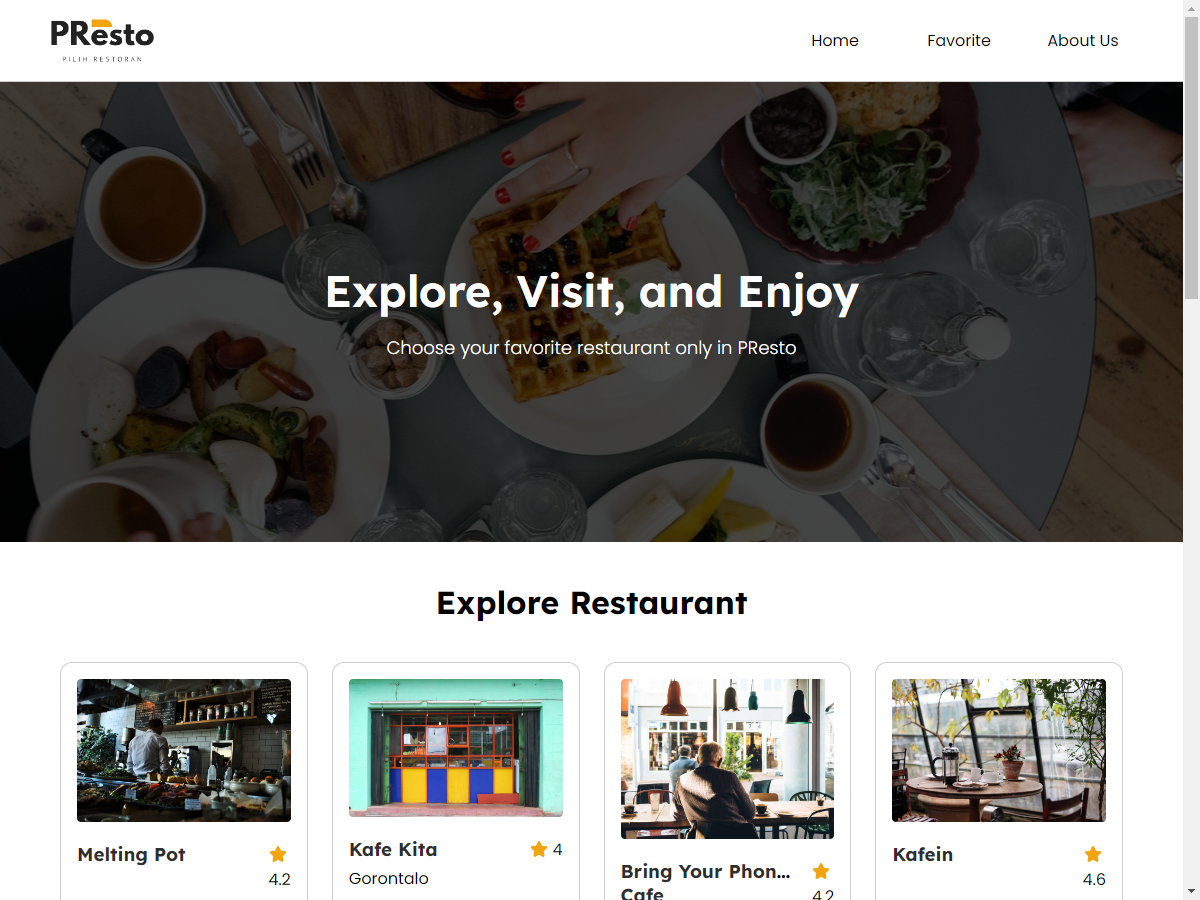 PResto
PILIH RESTORAN
Home
Favorite
About Us
Explore, Visit, and Enjoy
Choose your favorite restaurant only in PResto
Explore Restaurant
Melting Pot
4.2
Kafe Kita
4
Gorontalo
Bring Your Phon...
Cafe
4.2
Kafein
4.6